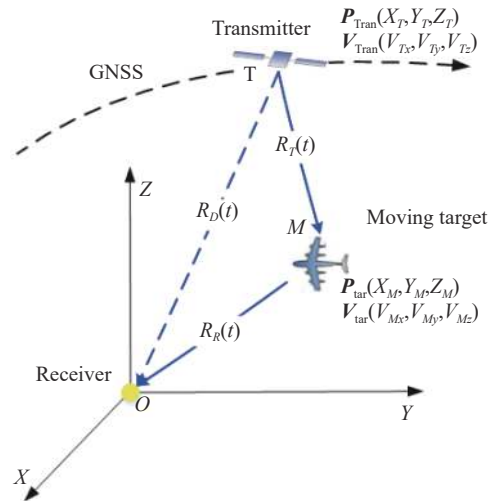 Transmitter
P_Tran(X_T,Y_T,Z_T)
V_Tran(V_Tx,V_Ty,V_Tz)
GNSS
T
R_T(t)
Z
R_D(t)
M
Moving target
P_tar(X_M,Y_M,Z_M)
V_tar(V_Mx,V_My,V_Mz)
R_R(t)
Receiver
O
Y
X